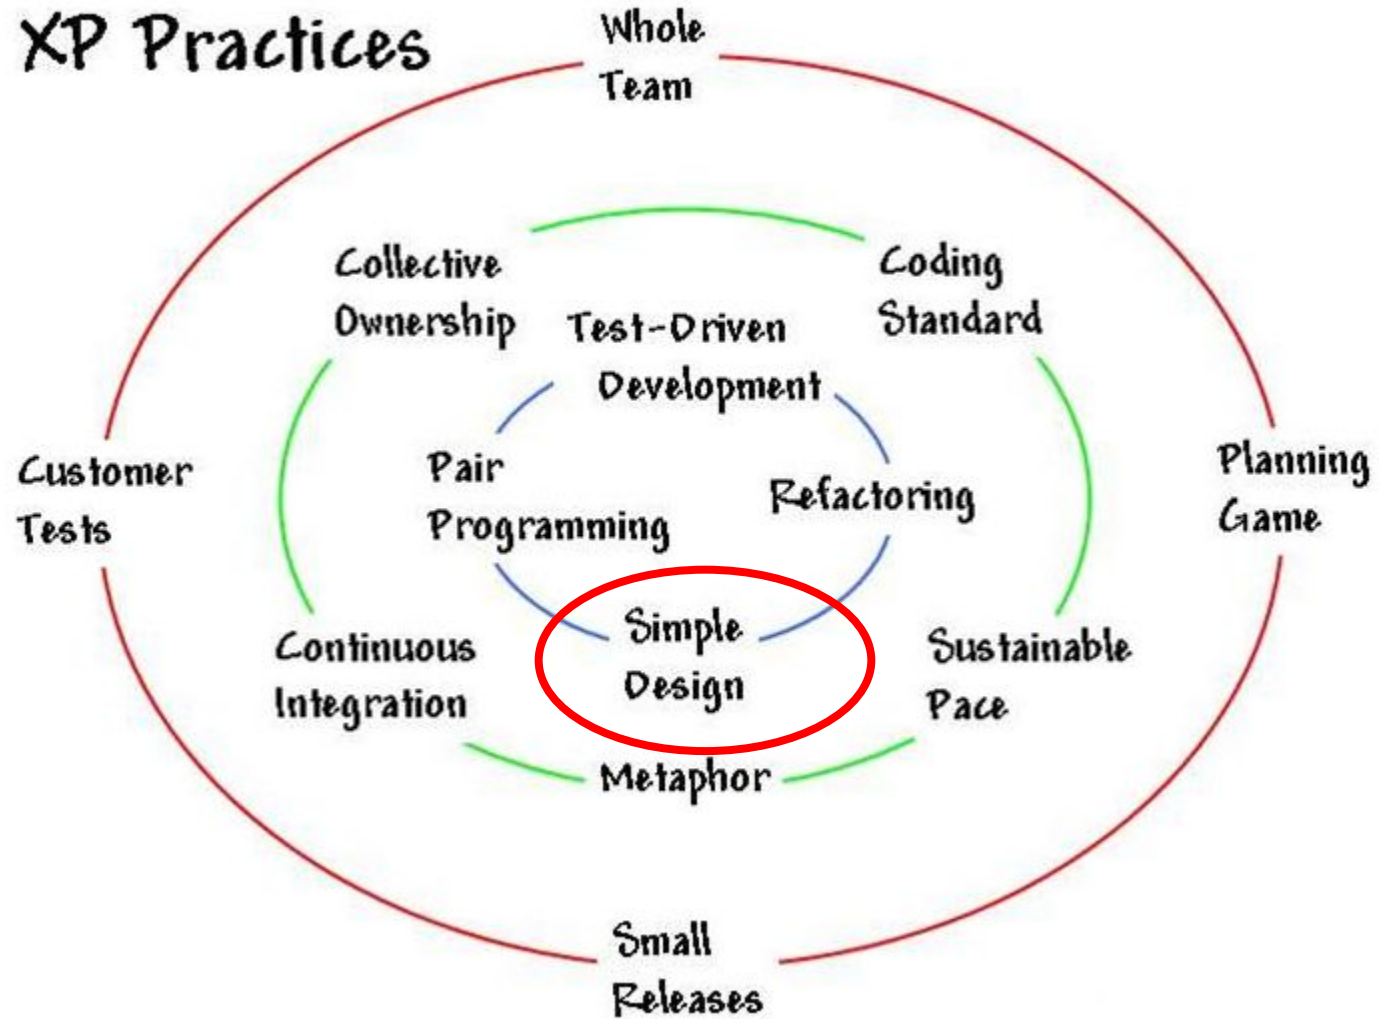 XP Practices
Whole
Team
Collective
Ownership
Coding
Standard
Test-Driven
Development
Customer
Tests
Pair
Programming
Refactoring
Planning
Game
Continuous
Integration
Simple
Design
Sustainable
Pace
Metaphor
Small
Releases